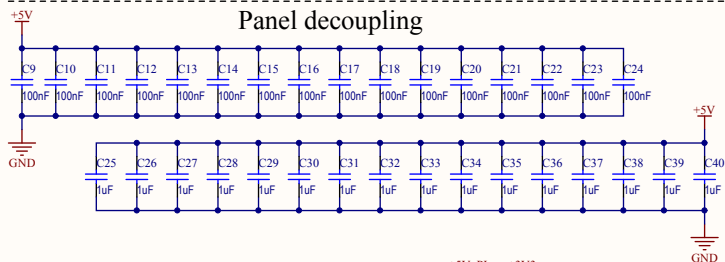 Panel decoupling
+5V
C9 C10 C11 C12 C13 C14 C15 C16 C17 C18 C19 C20 C21 C22 C23 C24
100nF 100nF 100nF 100nF 100nF 100nF 100nF 100nF 100nF 100nF 100nF 100nF 100nF 100nF 100nF 100nF
+5V
GND
C25 C26 C27 C28 C29 C30 C31 C32 C33 C34 C35 C36 C37 C38 C39 C40
1uF 1uF 1uF 1uF 1uF 1uF 1uF 1uF 1uF 1uF 1uF 1uF 1uF 1uF 1uF 1uF
GND